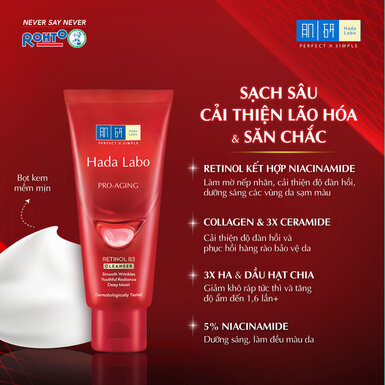 NEVER SAY NEVER
ROHTO
Hada Labo
PERFECT X SIMPLE
SẠCH SÂU
CẢI THIỆN LÃO HÓA
& SĂN CHẮC
Bọt kem
mềm mịn
PERFECT X SIMPLE
Hada Labo
PRO-AGING
RETINOL B3
CLEANSER
Smooth Wrinkles
Youthful Radiance
Deep Moist
Dermatologically Tested
RETINOL KẾT HỢP NIACINAMIDE
Làm mờ nếp nhăn, cải thiện độ đàn hồi,
dưỡng sáng các vùng da sạm màu
COLLAGEN & 3X CERAMIDE
Cải thiện độ đàn hồi và
phục hồi hàng rào bảo vệ da
3X HA & DẦU HẠT CHIA
Giảm khô ráp tức thì và tăng
độ ẩm đến 1,6 lần+
5% NIACINAMIDE
Dưỡng sáng, làm đều màu da